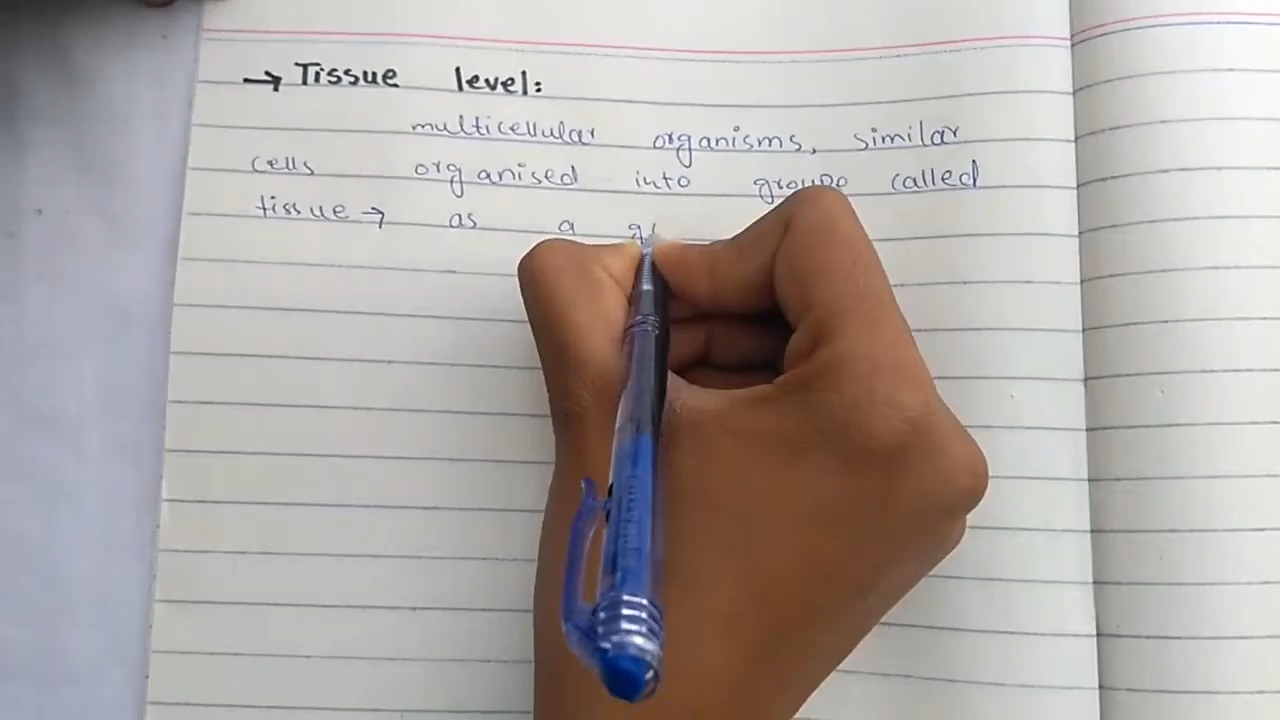 → Tissue level:
multicellular organisms, similar
cells organised into groups called
tissue → as a